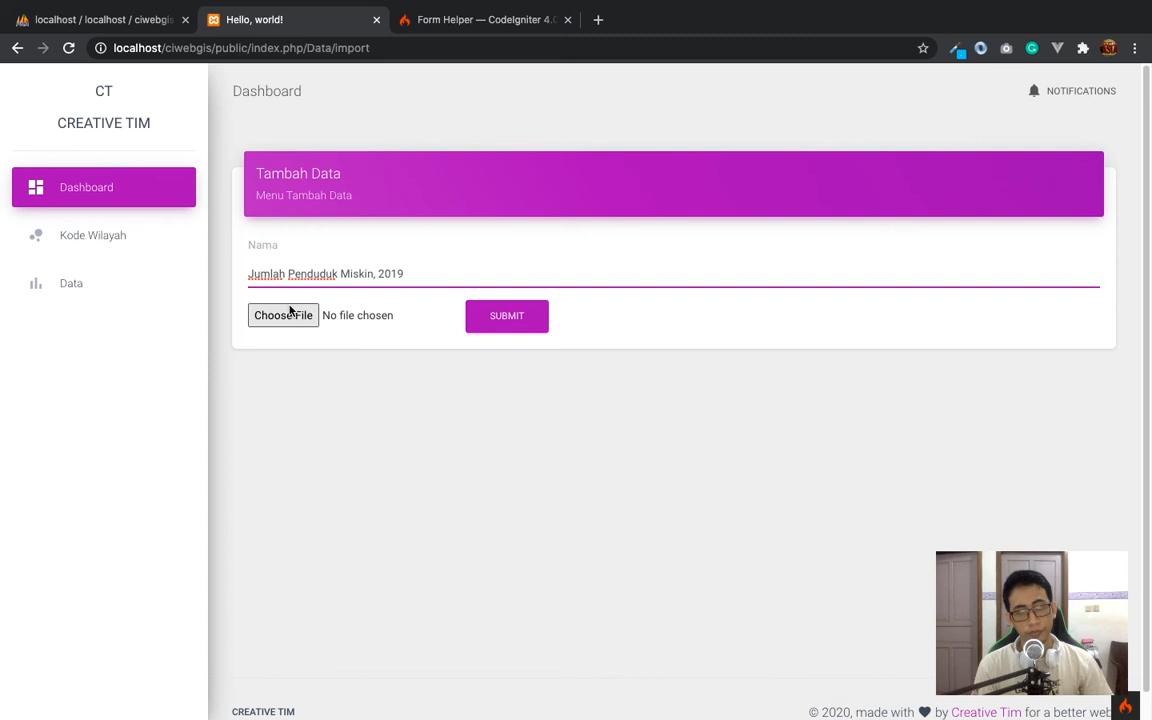 localhost / localhost / ciwebgis
Hello, world!
Form Helper — CodeIgniter 4.
localhost/ciwebgis/public/index.php/Data/import
CT
CREATIVE TIM
Dashboard
Kode Wilayah
Data
Dashboard
NOTIFICATIONS
Tambah Data
Menu Tambah Data
Nama
Jumlah Penduduk Miskin, 2019
Choose File No file chosen
SUBMIT
CREATIVE TIM
© 2020, made with by Creative Tim for a better web